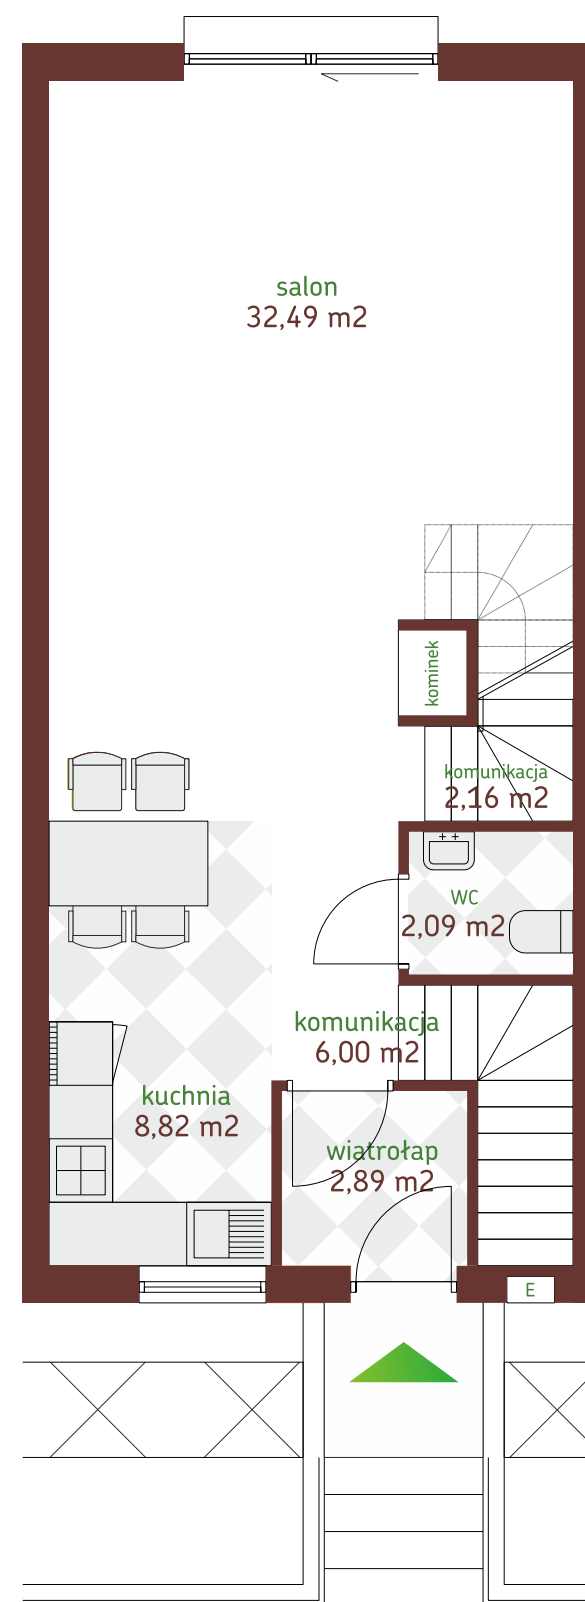 salon
32,49 m2
kominek
komunikacja
2,16 m2
WC
2,09 m2
komunikacja
6,00 m2
kuchnia
8,82 m2
wiatrołap
2,89 m2
E